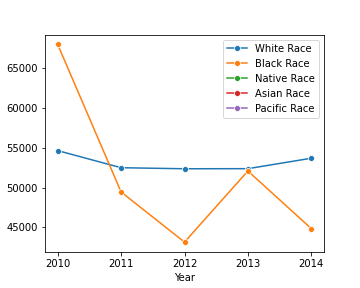 White Race
Black Race
Native Race
Asian Race
Pacific Race
65000
60000
55000
50000
45000
2010 2011 2012 2013 2014
Year